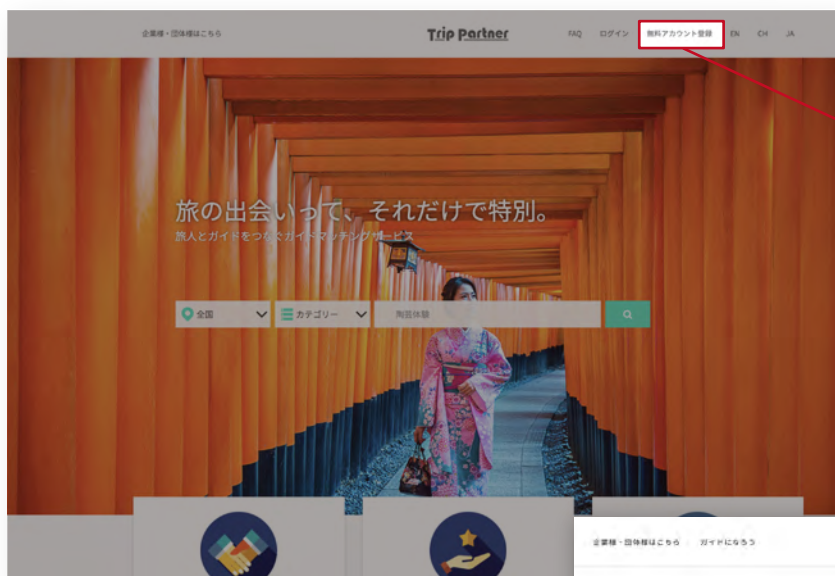 企業様・団体様はこちら
Trip Partner
FAQ
ログイン
無料アカウント登録
EN
CH
JA
旅の出会いって、それだけで特別。
旅人とガイドをつなぐガイドマッチングサービス
全国
カテゴリー
陶芸体験
企業様・団体様はこちら
ガイドになろう